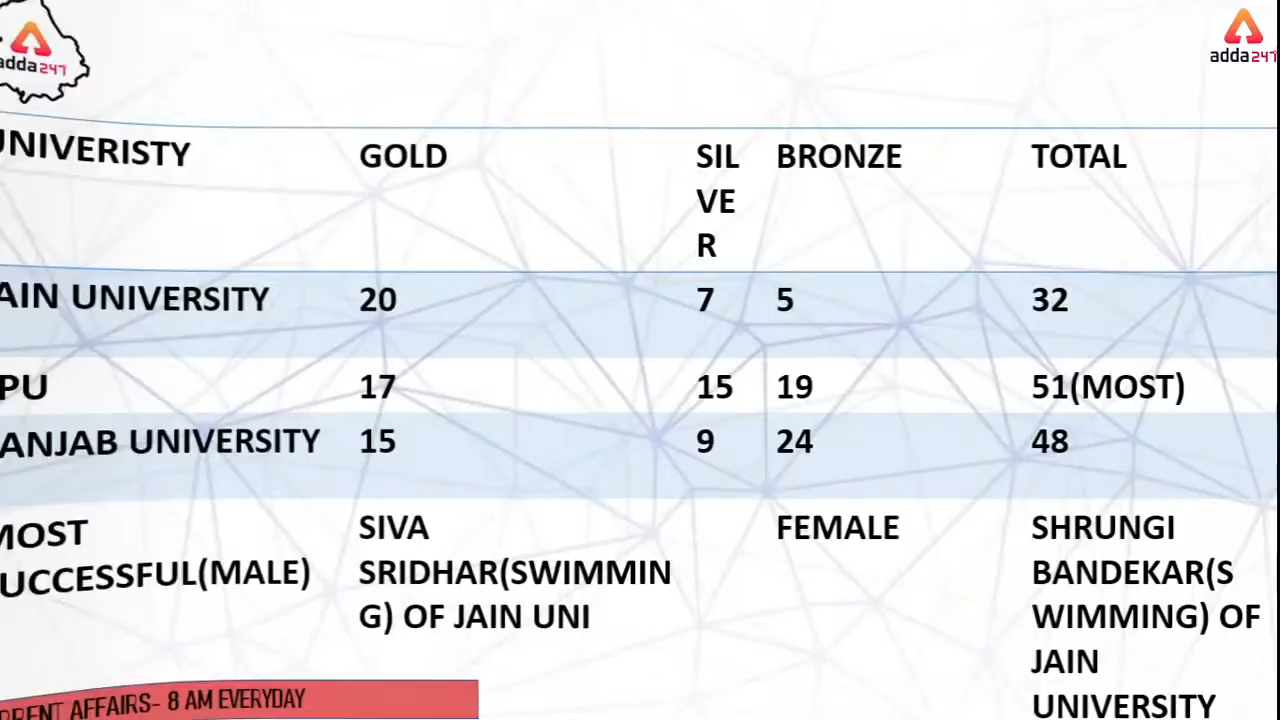 adda247
adda247
UNIVERISTY GOLD SIL VE R BRONZE TOTAL
AIN UNIVERSITY 20 7 5 32
PU 17 15 19 51(MOST)
ANJAB UNIVERSITY 15 9 24 48
MOST SIVA FEMALE SHRUNGI
UCCESSFUL(MALE) SRIDHAR(SWIMMIN BANDEKAR(S
G) OF JAIN UNI WIMMING) OF
JAIN
UNIVERSITY
RRENT AFFAIRS- 8 AM EVERYDAY